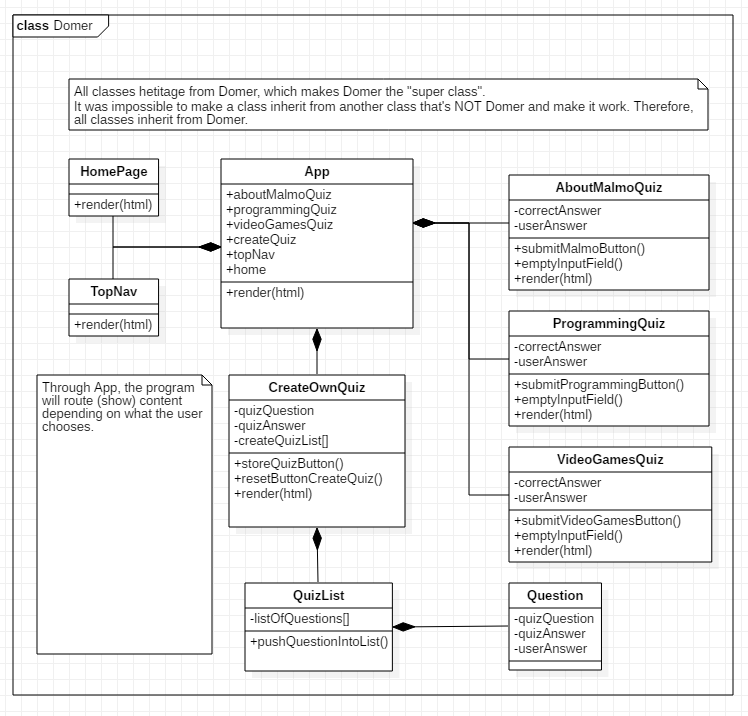 class Domer
All classes hetitage from Domer, which makes Domer the "super class".
It was impossible to make a class inherit from another class that's NOT Domer and make it work. Therefore,
all classes inherit from Domer.
HomePage
+render(html)
TopNav
+render(html)
App
+aboutMalmoQuiz
+programmingQuiz
+videoGamesQuiz
+createQuiz
+topNav
+home
+render(html)
AboutMalmoQuiz
-correctAnswer
-userAnswer
+submitMalmoButton()
+emptyInputField()
+render(html)
ProgrammingQuiz
-correctAnswer
-userAnswer
+submitProgrammingButton()
+emptyInputField()
+render(html)
Through App, the program
will route (show) content
depending on what the user
chooses.
CreateOwnQuiz
-quizQuestion
-quizAnswer
-createQuizList[]
+storeQuizButton()
+resetButtonCreateQuiz()
+render(html)
VideoGamesQuiz
-correctAnswer
-userAnswer
+submitVideoGamesButton()
+emptyInputField()
+render(html)
QuizList
-listOfQuestions[]
+pushQuestionIntoList()
Question
-quizQuestion
-quizAnswer
-userAnswer